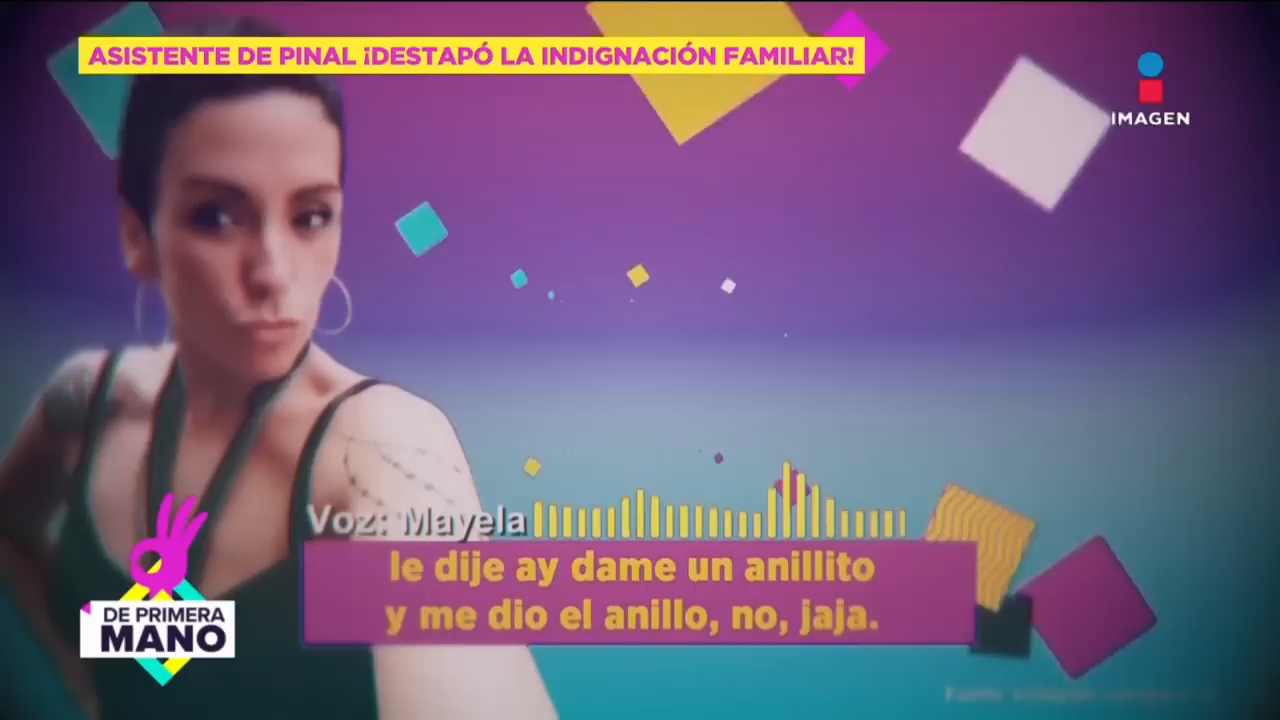 ASISTENTE DE PINAL ¡DESTAPÓ LA INDIGNACIÓN FAMILIAR!
IMAGEN
Voz: Mayela
le dije ay dame un anillito
y me dio el anillo, no, jaja.
DE PRIMERA
MANO